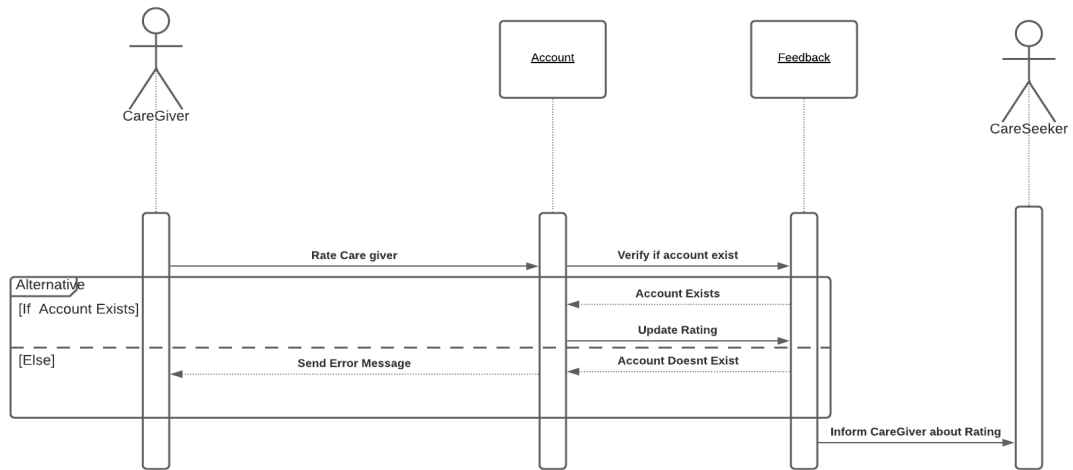 CareGiver
Account
Feedback
CareSeeker
Rate Care giver
Verify if account exist
Alternative
[If Account Exists]
Account Exists
Update Rating
[Else]
Send Error Message
Account Doesnt Exist
Inform CareGiver about Rating